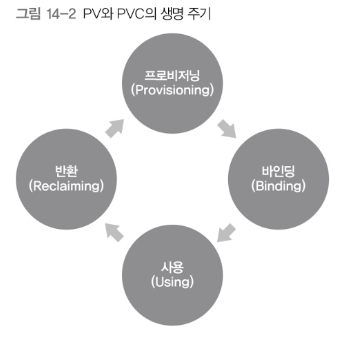 그림 14-2 PV와 PVC의 생명 주기
프로비저닝
(Provisioning)
반환
(Reclaiming)
바인딩
(Binding)
사용
(Using)